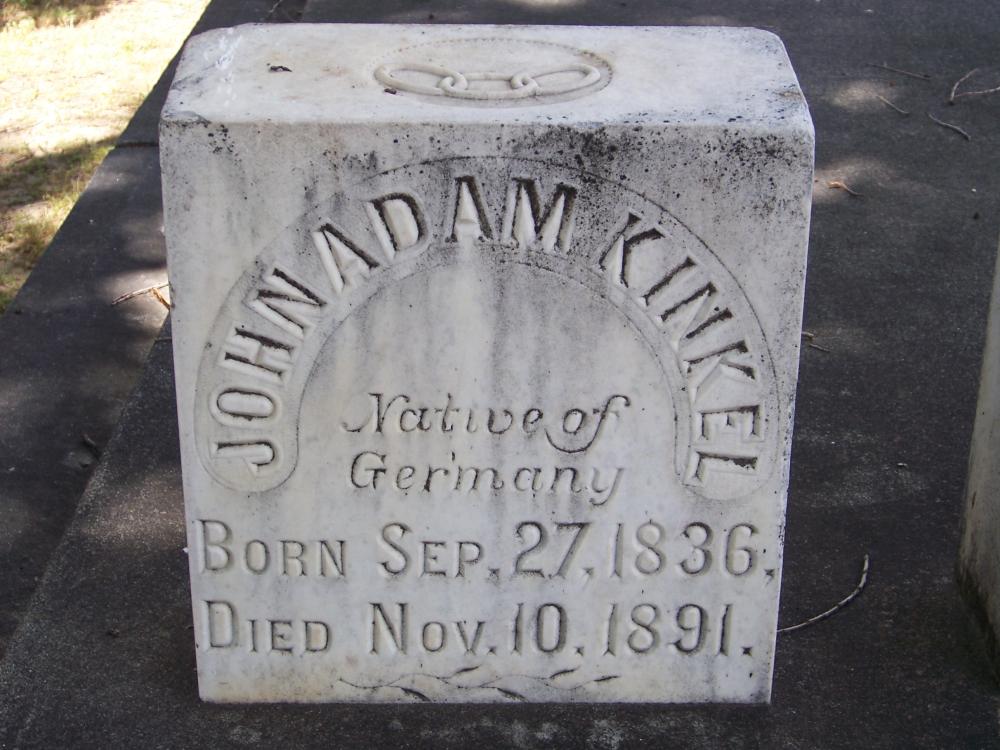 JOHN ADAM KINKEL
Native of
Germany
BORN SEP. 27, 1836,
DIED NOV. 10, 1891.